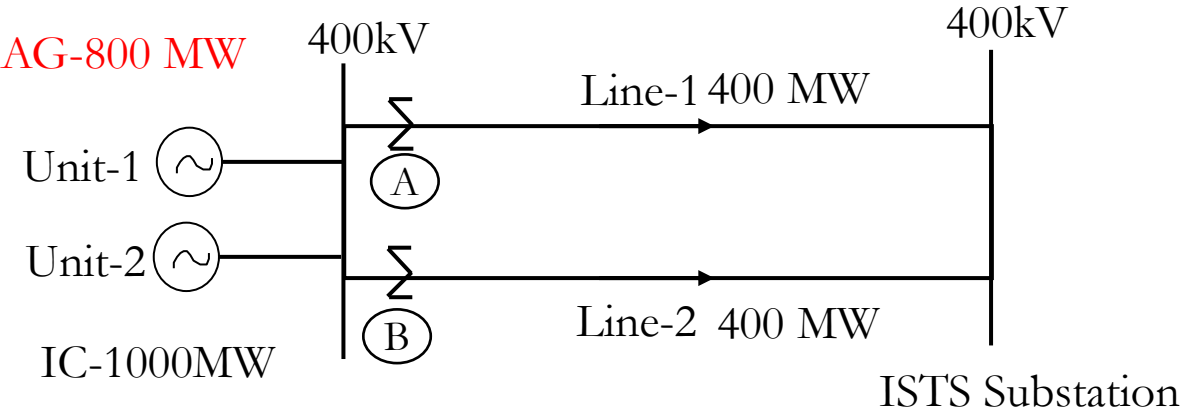 AG-800 MW
400kV
400kV
Line-1 400 MW
Unit-1
A
Unit-2
B
Line-2 400 MW
IC-1000MW
ISTS Substation